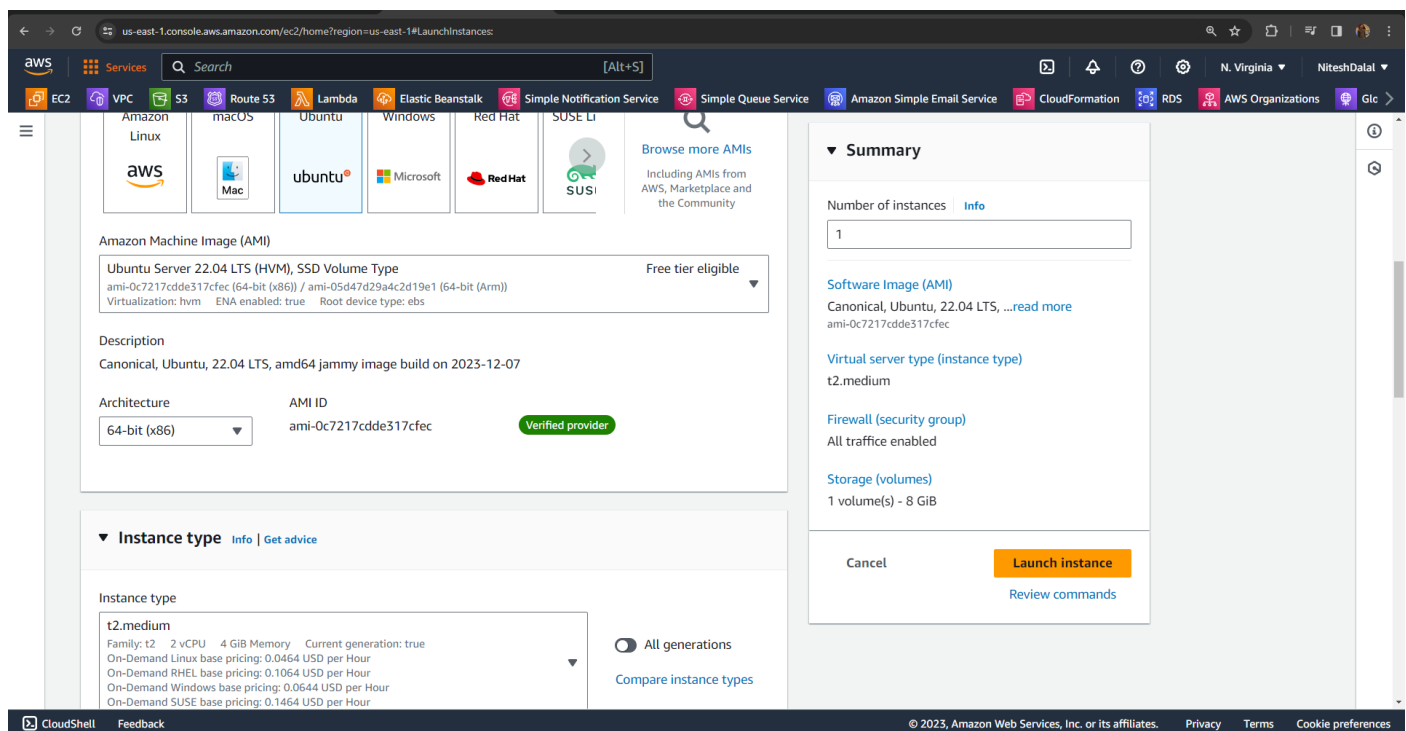 us-east-1.console.aws.amazon.com/ec2/home?region=us-east-1#LaunchInstances:
aws Services Search [Alt+S] N. Virginia ▼ NiteshDalal ▼
EC2 VPC S3 Route 53 Lambda Elastic Beanstalk Simple Notification Service Simple Queue Service Amazon Simple Email Service CloudFormation RDS AWS Organizations Glc
Amazon Linux
aws
macOS
Mac
Ubuntu
ubuntu
Windows
Microsoft
Red Hat
Red Hat
SUSE Li
SUS
Browse more AMIs
Including AMIs from
AWS, Marketplace and
the Community
Amazon Machine Image (AMI)
Ubuntu Server 22.04 LTS (HVM), SSD Volume Type Free tier eligible
ami-0c7217cdde317cfec (64-bit (x86)) / ami-05d47d29a4c2d19e1 (64-bit (Arm))
Virtualization: hvm ENA enabled: true Root device type: ebs
Description
Canonical, Ubuntu, 22.04 LTS, amd64 jammy image build on 2023-12-07
Architecture AMI ID
64-bit (x86) ami-0c7217cdde317cfec Verified provider
Instance type Info | Get advice
Instance type
t2.medium
Family: t2 2 vCPU 4 GiB Memory Current generation: true
On-Demand Linux base pricing: 0.0464 USD per Hour
On-Demand RHEL base pricing: 0.1064 USD per Hour
On-Demand Windows base pricing: 0.0644 USD per Hour
On-Demand SUSE base pricing: 0.1464 USD per Hour
All generations
Compare instance types
Summary
Number of instances Info
1
Software Image (AMI)
Canonical, Ubuntu, 22.04 LTS, ...read more
ami-0c7217cdde317cfec
Virtual server type (instance type)
t2.medium
Firewall (security group)
All traffice enabled
Storage (volumes)
1 volume(s) - 8 GiB
Cancel Launch instance
Review commands
CloudShell Feedback © 2023, Amazon Web Services, Inc. or its affiliates. Privacy Terms Cookie preferences